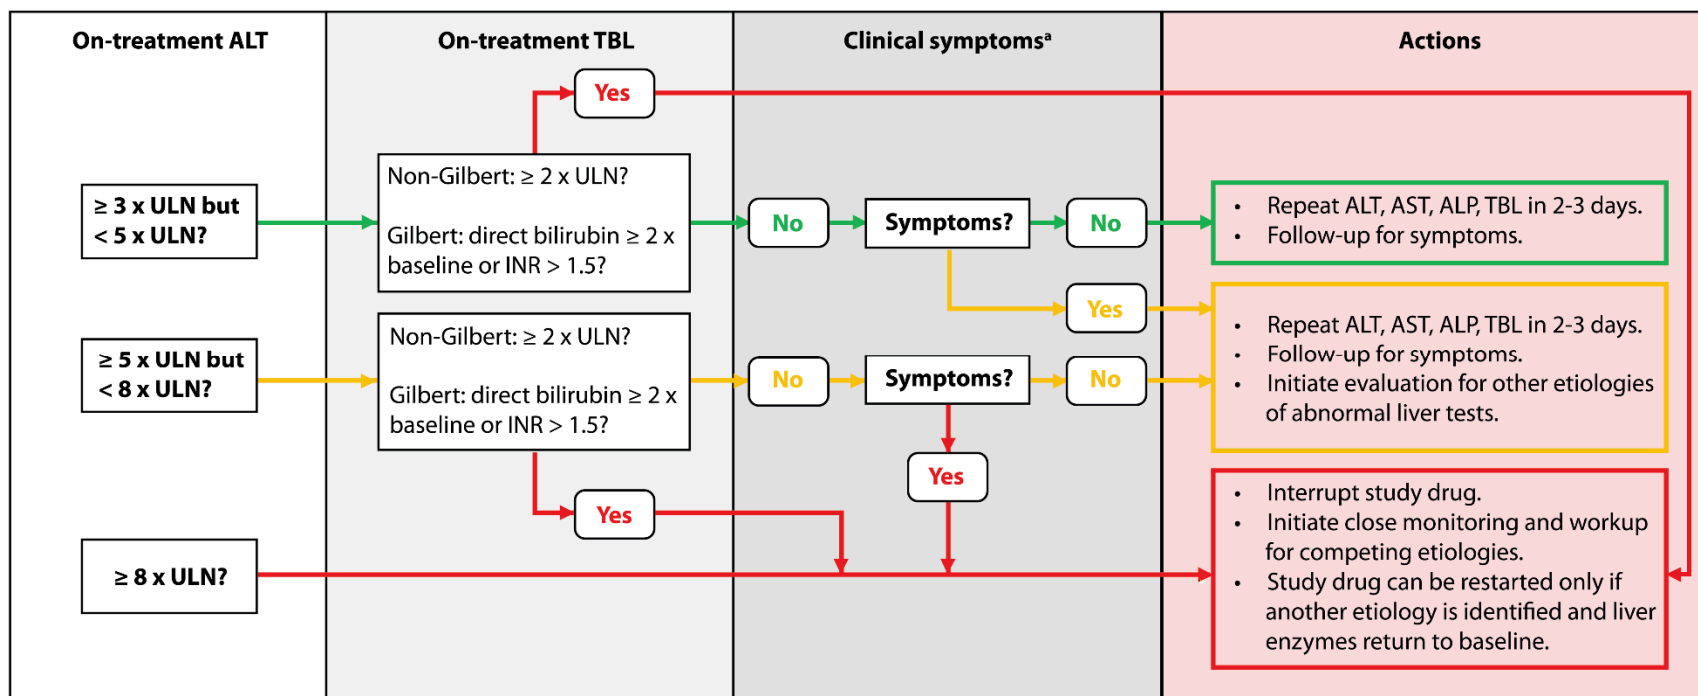 On-treatment ALT
On-treatment TBL
Clinical symptomsᵃ
Actions
Yes
≥ 3 x ULN but
< 5 x ULN?
Non-Gilbert: ≥ 2 x ULN?
Gilbert: direct bilirubin ≥ 2 x
baseline or INR > 1.5?
No
Symptoms?
No
• Repeat ALT, AST, ALP, TBL in 2-3 days.
• Follow-up for symptoms.
Yes
≥ 5 x ULN but
< 8 x ULN?
Non-Gilbert: ≥ 2 x ULN?
Gilbert: direct bilirubin ≥ 2 x
baseline or INR > 1.5?
No
Symptoms?
No
• Repeat ALT, AST, ALP, TBL in 2-3 days.
• Follow-up for symptoms.
• Initiate evaluation for other etiologies
of abnormal liver tests.
Yes
Yes
≥ 8 x ULN?
• Interrupt study drug.
• Initiate close monitoring and workup
for competing etiologies.
• Study drug can be restarted only if
another etiology is identified and liver
enzymes return to baseline.